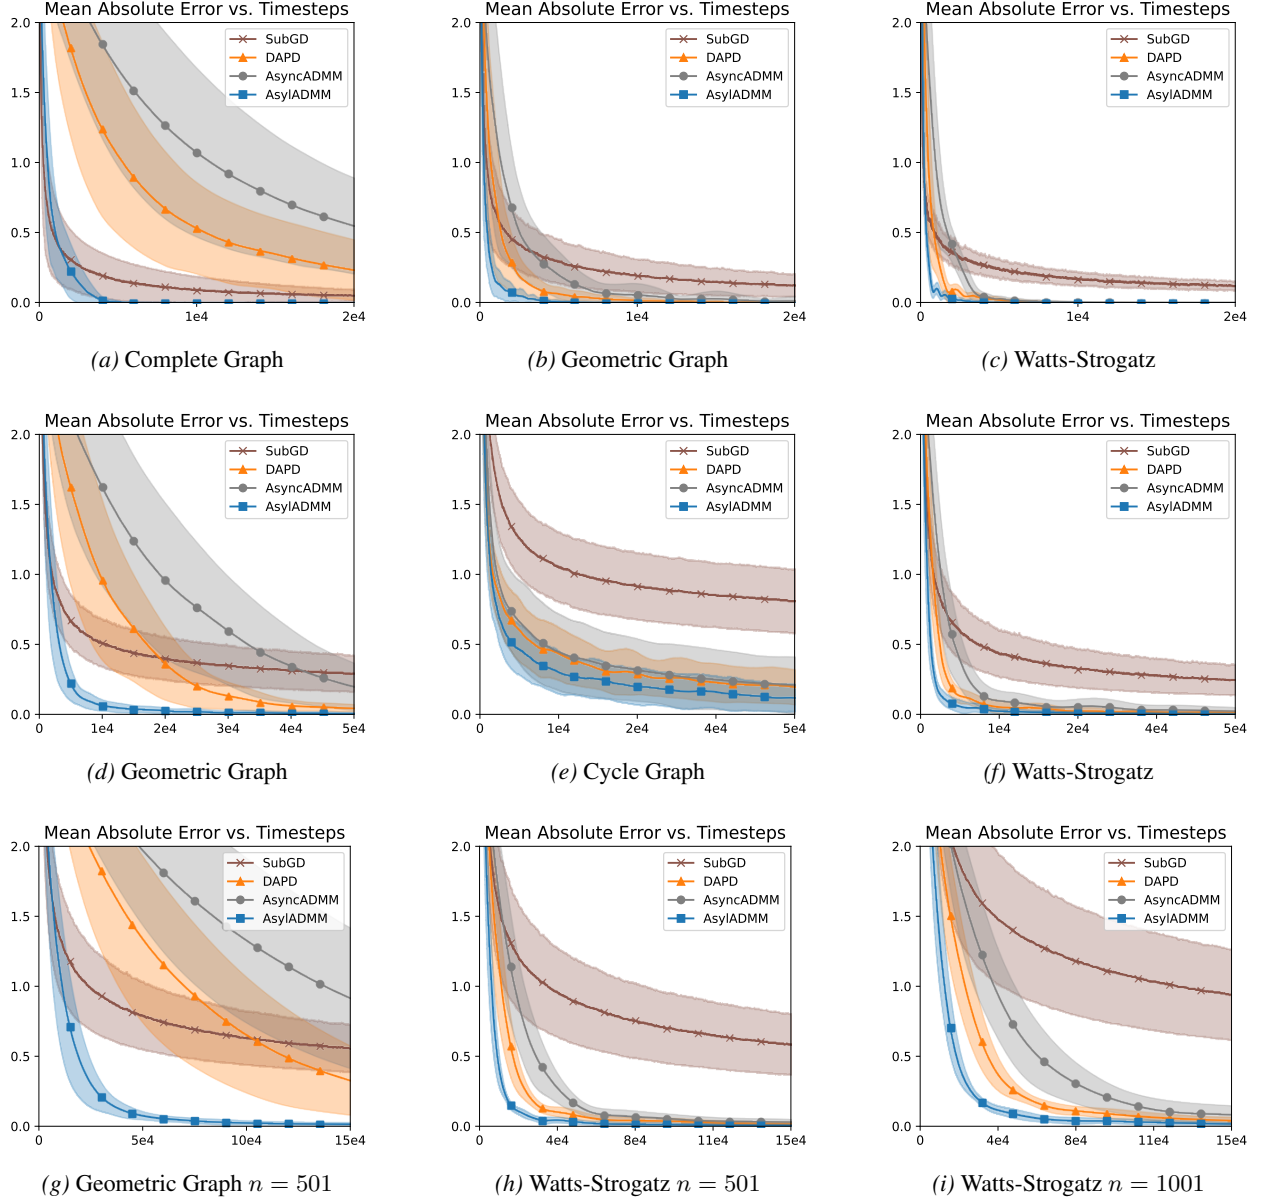 Mean Absolute Error vs. Timesteps
2.0
1.5
1.0
0.5
0.0
0 1e4 2e4
SubGD
DAPD
AsyncADMM
AsylADMM
(a) Complete Graph
Mean Absolute Error vs. Timesteps
2.0
1.5
1.0
0.5
0.0
0 1e4 2e4
SubGD
DAPD
AsyncADMM
AsylADMM
(b) Geometric Graph
Mean Absolute Error vs. Timesteps
2.0
1.5
1.0
0.5
0.0
0 1e4 2e4
SubGD
DAPD
AsyncADMM
AsylADMM
(c) Watts-Strogatz
Mean Absolute Error vs. Timesteps
2.0
1.5
1.0
0.5
0.0
0 1e4 2e4 3e4 4e4 5e4
SubGD
DAPD
AsyncADMM
AsylADMM
(d) Geometric Graph
Mean Absolute Error vs. Timesteps
2.0
1.5
1.0
0.5
0.0
0 1e4 2e4 4e4 5e4
SubGD
DAPD
AsyncADMM
AsylADMM
(e) Cycle Graph
Mean Absolute Error vs. Timesteps
2.0
1.5
1.0
0.5
0.0
0 1e4 2e4 4e4 5e4
SubGD
DAPD
AsyncADMM
AsylADMM
(f) Watts-Strogatz
Mean Absolute Error vs. Timesteps
2.0
1.5
1.0
0.5
0.0
0 5e4 10e4 15e4
SubGD
DAPD
AsyncADMM
AsylADMM
(g) Geometric Graph n = 501
Mean Absolute Error vs. Timesteps
2.0
1.5
1.0
0.5
0.0
0 4e4 8e4 11e4 15e4
SubGD
DAPD
AsyncADMM
AsylADMM
(h) Watts-Strogatz n = 501
Mean Absolute Error vs. Timesteps
2.0
1.5
1.0
0.5
0.0
0 4e4 8e4 11e4 15e4
SubGD
DAPD
AsyncADMM
AsylADMM
(i) Watts-Strogatz n = 1001